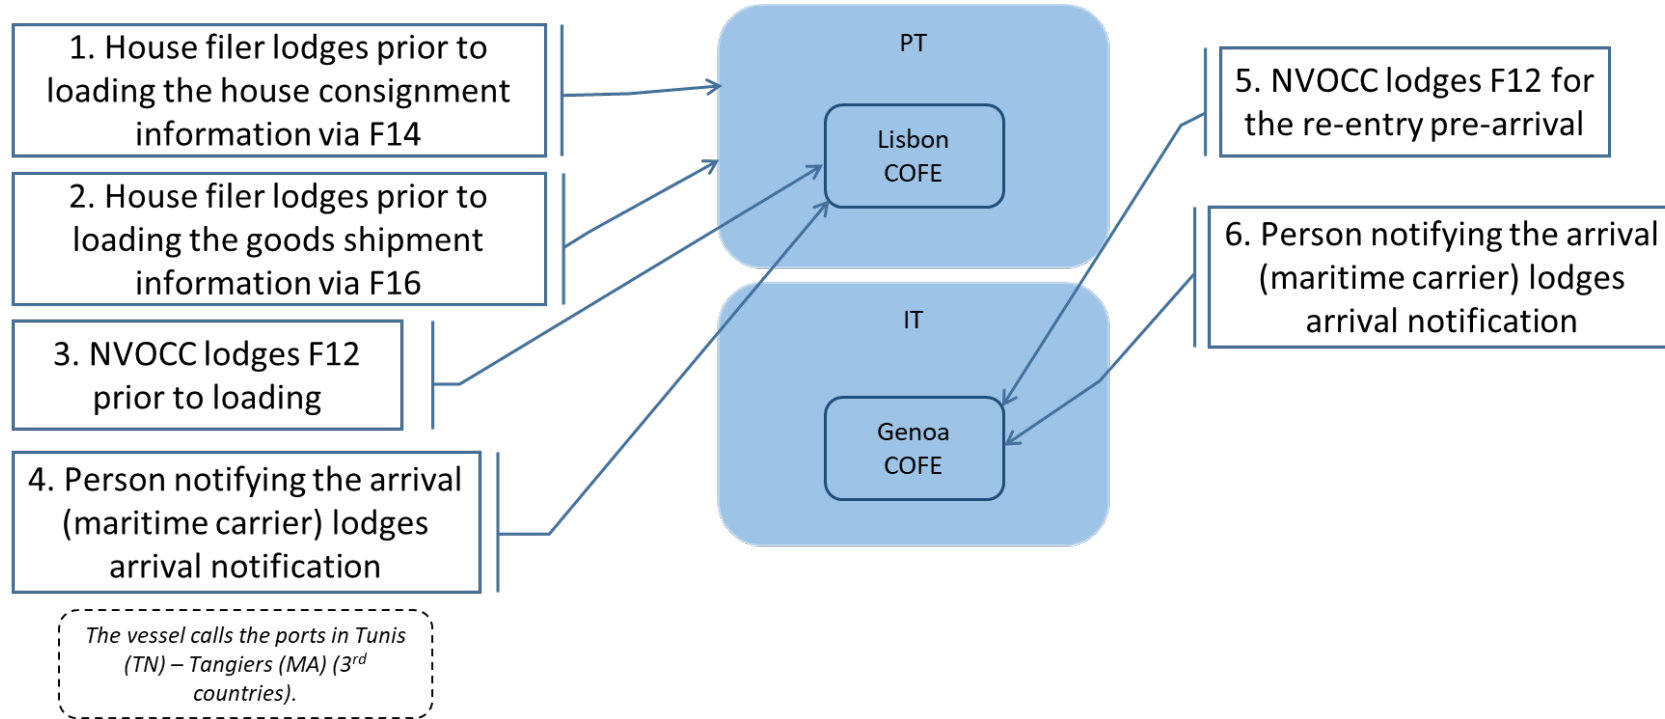 1. House filer lodges prior to
loading the house consignment
information via F14
2. House filer lodges prior to
loading the goods shipment
information via F16
3. NVOCC lodges F12
prior to loading
4. Person notifying the arrival
(maritime carrier) lodges
arrival notification
The vessel calls the ports in Tunis
(TN) – Tangiers (MA) (3rd
countries).
PT
Lisbon
COFE
IT
Genoa
COFE
5. NVOCC lodges F12 for
the re-entry pre-arrival
6. Person notifying the arrival
(maritime carrier) lodges
arrival notification